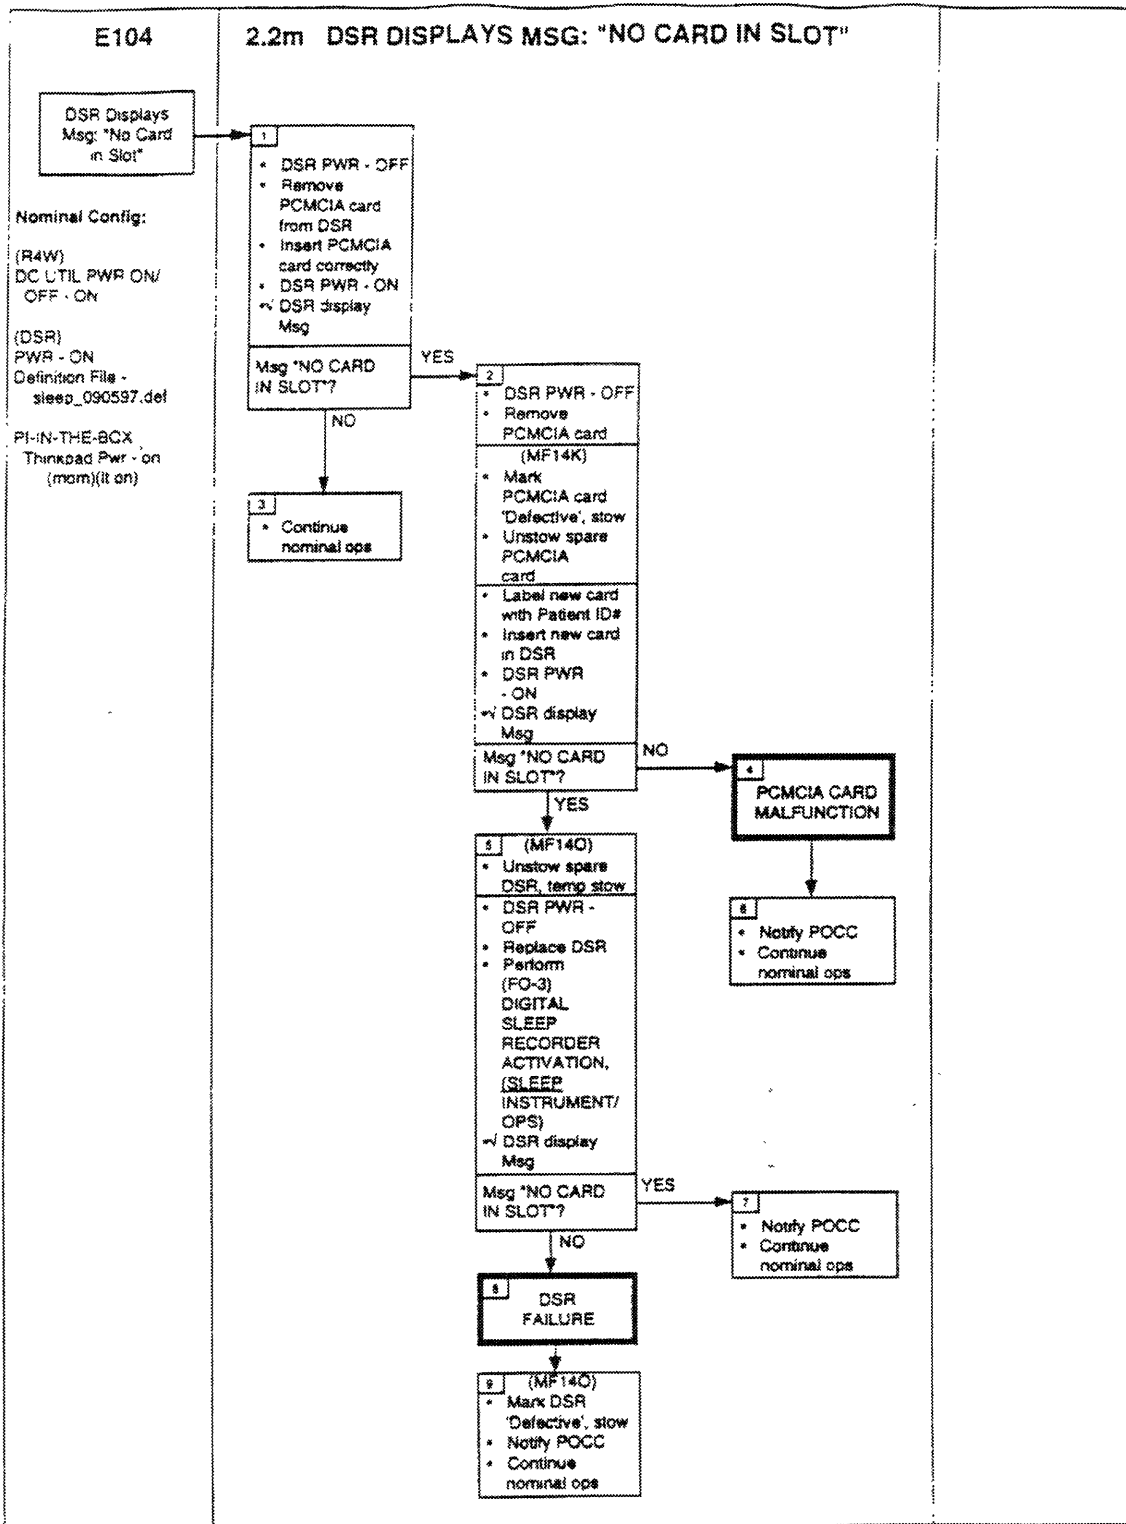 E104
2.2m DSR DISPLAYS MSG: "NO CARD IN SLOT"
DSR Displays
Msg: "No Card
in Slot"
Nominal Config:
(R4W)
DC UTIL PWR ON/
OFF - ON
(DSR)
PWR - ON
Definition File -
sleep_090597.def
PI-IN-THE-BOX
Thinkpad Pwr - on
(mom)(lt on)
1
• DSR PWR - OFF
• Remove
PCMCIA card
from DSR
• Insert PCMCIA
card correctly
• DSR PWR - ON
•√ DSR display
Msg
Msg "NO CARD
IN SLOT"?
YES
NO
3
• Continue
nominal ops
2
• DSR PWR - OFF
• Remove
PCMCIA card
(MF14K)
• Mark
PCMCIA card
'Defective', stow
• Unstow spare
PCMCIA
card
• Label new card
with Patient ID#
• Insert new card
in DSR
• DSR PWR
- ON
•√ DSR display
Msg
Msg "NO CARD
IN SLOT"?
NO
YES
4
PCMCIA CARD
MALFUNCTION
6
• Notify POCC
• Continue
nominal ops
5
(MF14O)
• Unstow spare
DSR, temp stow
• DSR PWR -
OFF
• Replace DSR
• Perform
(FO-3)
DIGITAL
SLEEP
RECORDER
ACTIVATION,
(SLEEP
INSTRUMENT/
OPS)
•√ DSR display
Msg
Msg "NO CARD
IN SLOT"?
YES
NO
7
• Notify POCC
• Continue
nominal ops
8
DSR
FAILURE
9
(MF14O)
• Mark DSR
'Defective', stow
• Notify POCC
• Continue
nominal ops